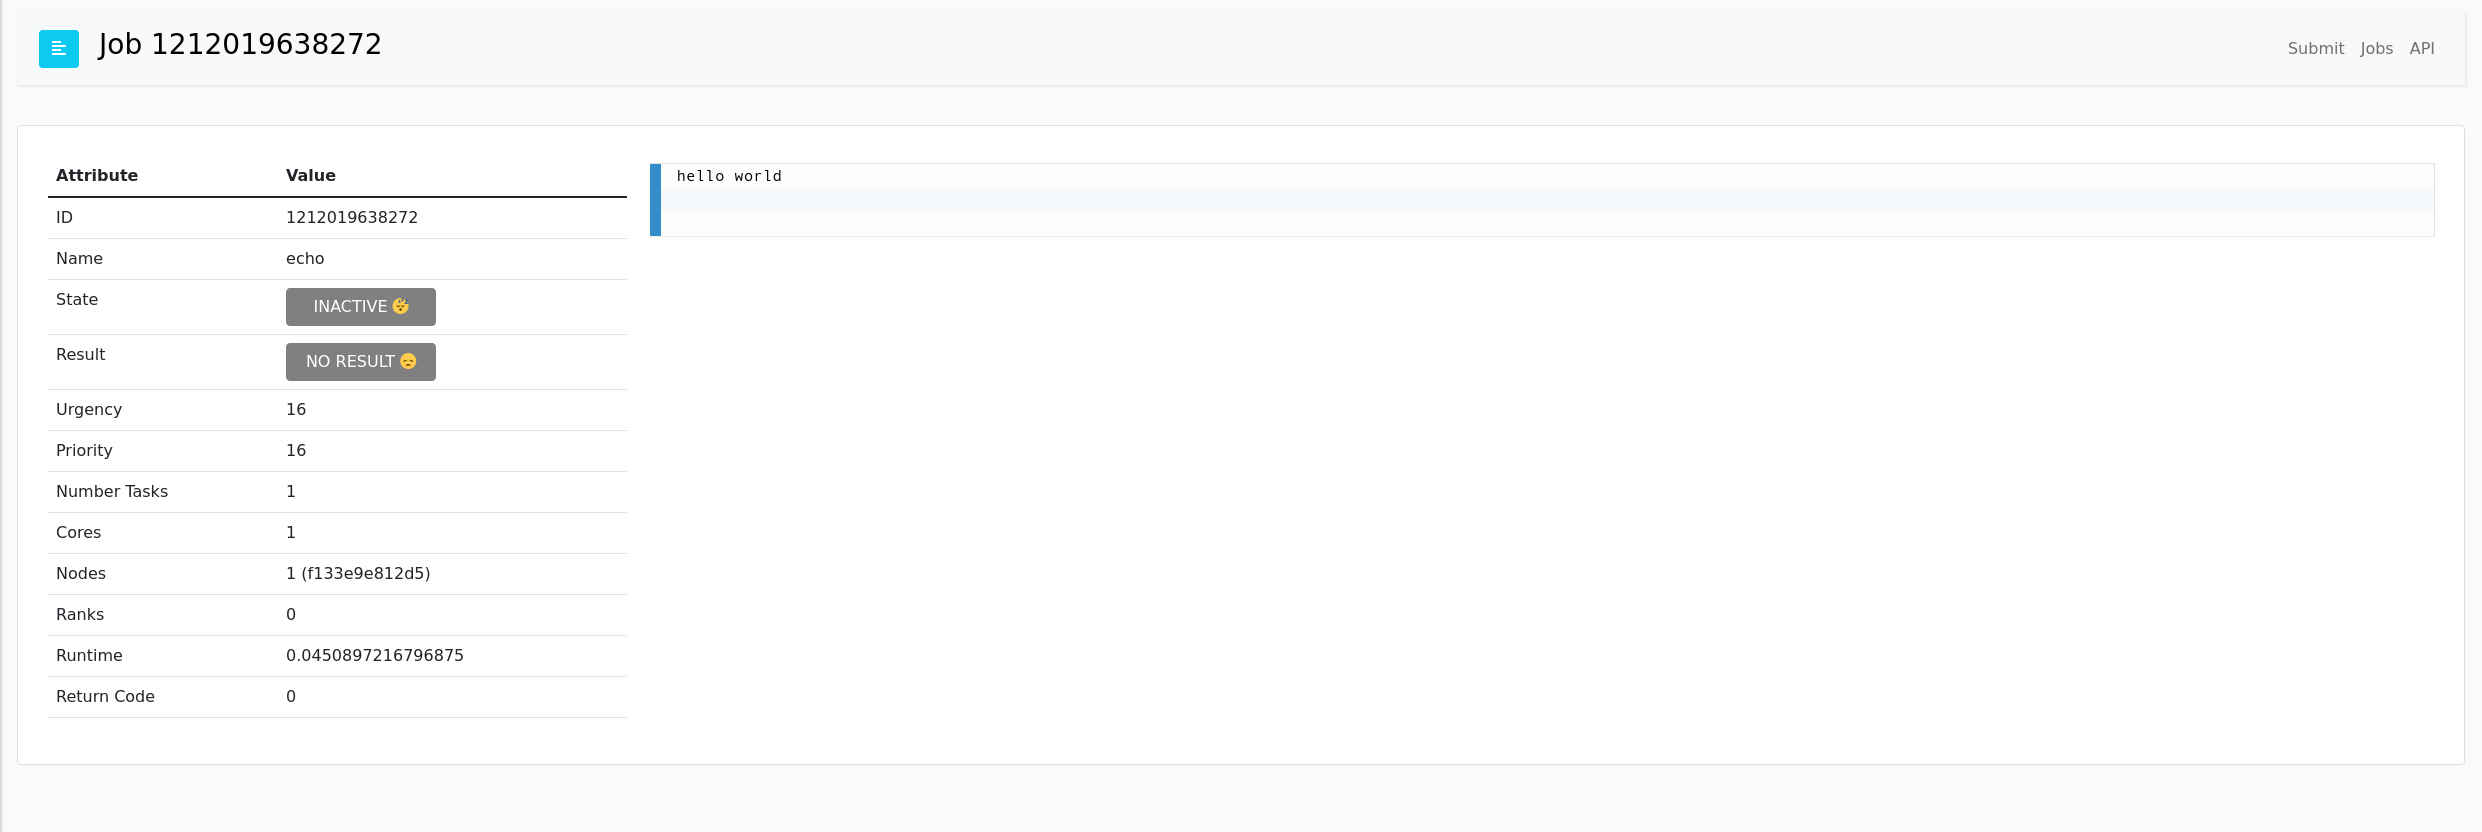 Job 1212019638272
Submit Jobs API
Attribute Value
ID 1212019638272
Name echo
State INACTIVE 😴
Result NO RESULT 😞
Urgency 16
Priority 16
Number Tasks 1
Cores 1
Nodes 1 (f133e9e812d5)
Ranks 0
Runtime 0.0450897216796875
Return Code 0
hello world